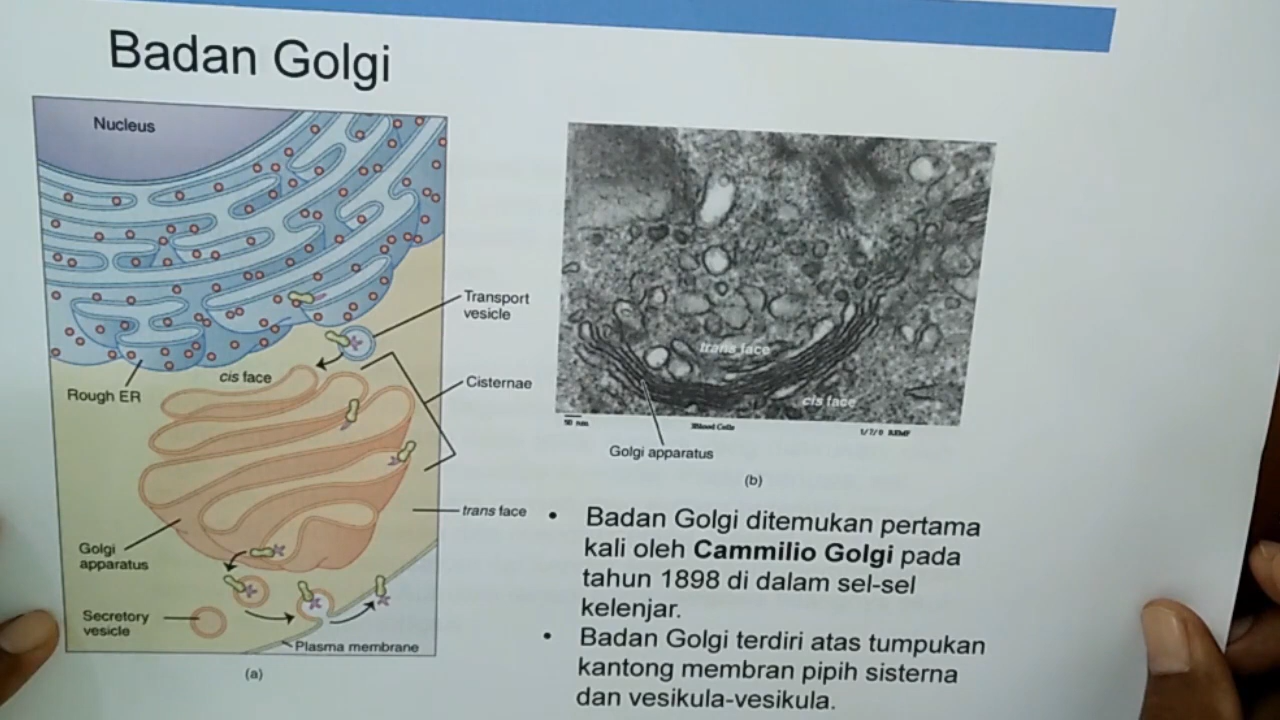 Badan Golgi
Nucleus
Transport
vesicle
cis face
Cisternae
Rough ER
trans face
Golgi
apparatus
Secretory
vesicle
Plasma membrane
(a)
trans face
cis face
50 nm
Golgi apparatus
(b)
• Badan Golgi ditemukan pertama
kali oleh Cammilio Golgi pada
tahun 1898 di dalam sel-sel
kelenjar.
• Badan Golgi terdiri atas tumpukan
kantong membran pipih sisterna
dan vesikula-vesikula.